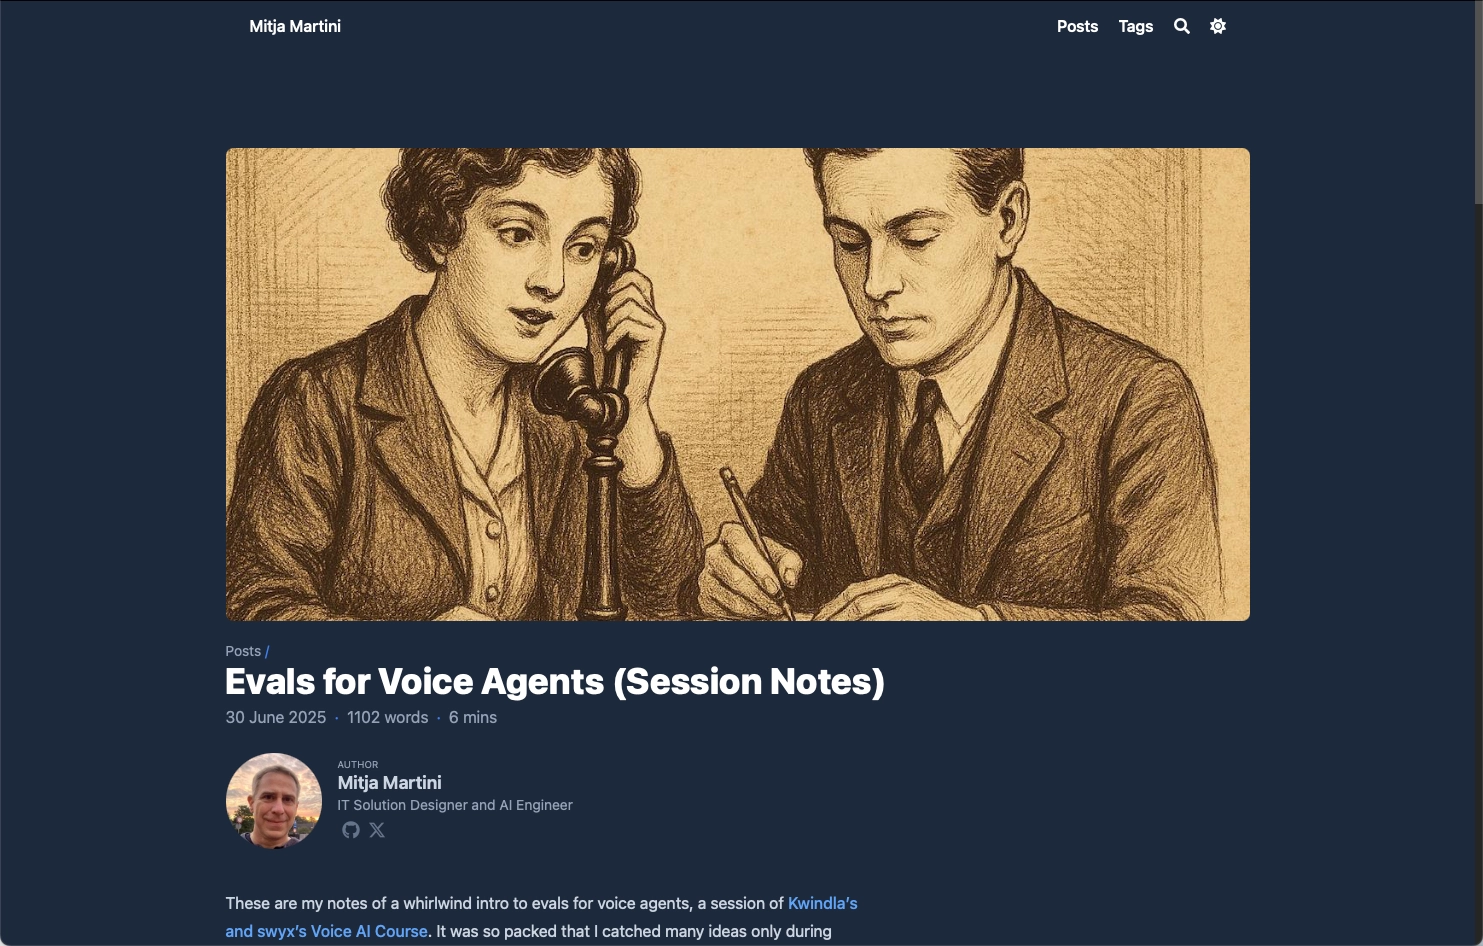 Mitja Martini
Posts Tags
Posts /
Evals for Voice Agents (Session Notes)
30 June 2025 · 1102 words · 6 mins
AUTHOR
Mitja Martini
IT Solution Designer and AI Engineer
These are my notes of a whirlwind intro to evals for voice agents, a session of Kwindla’s
and swyx’s Voice AI Course. It was so packed that I catched many ideas only during